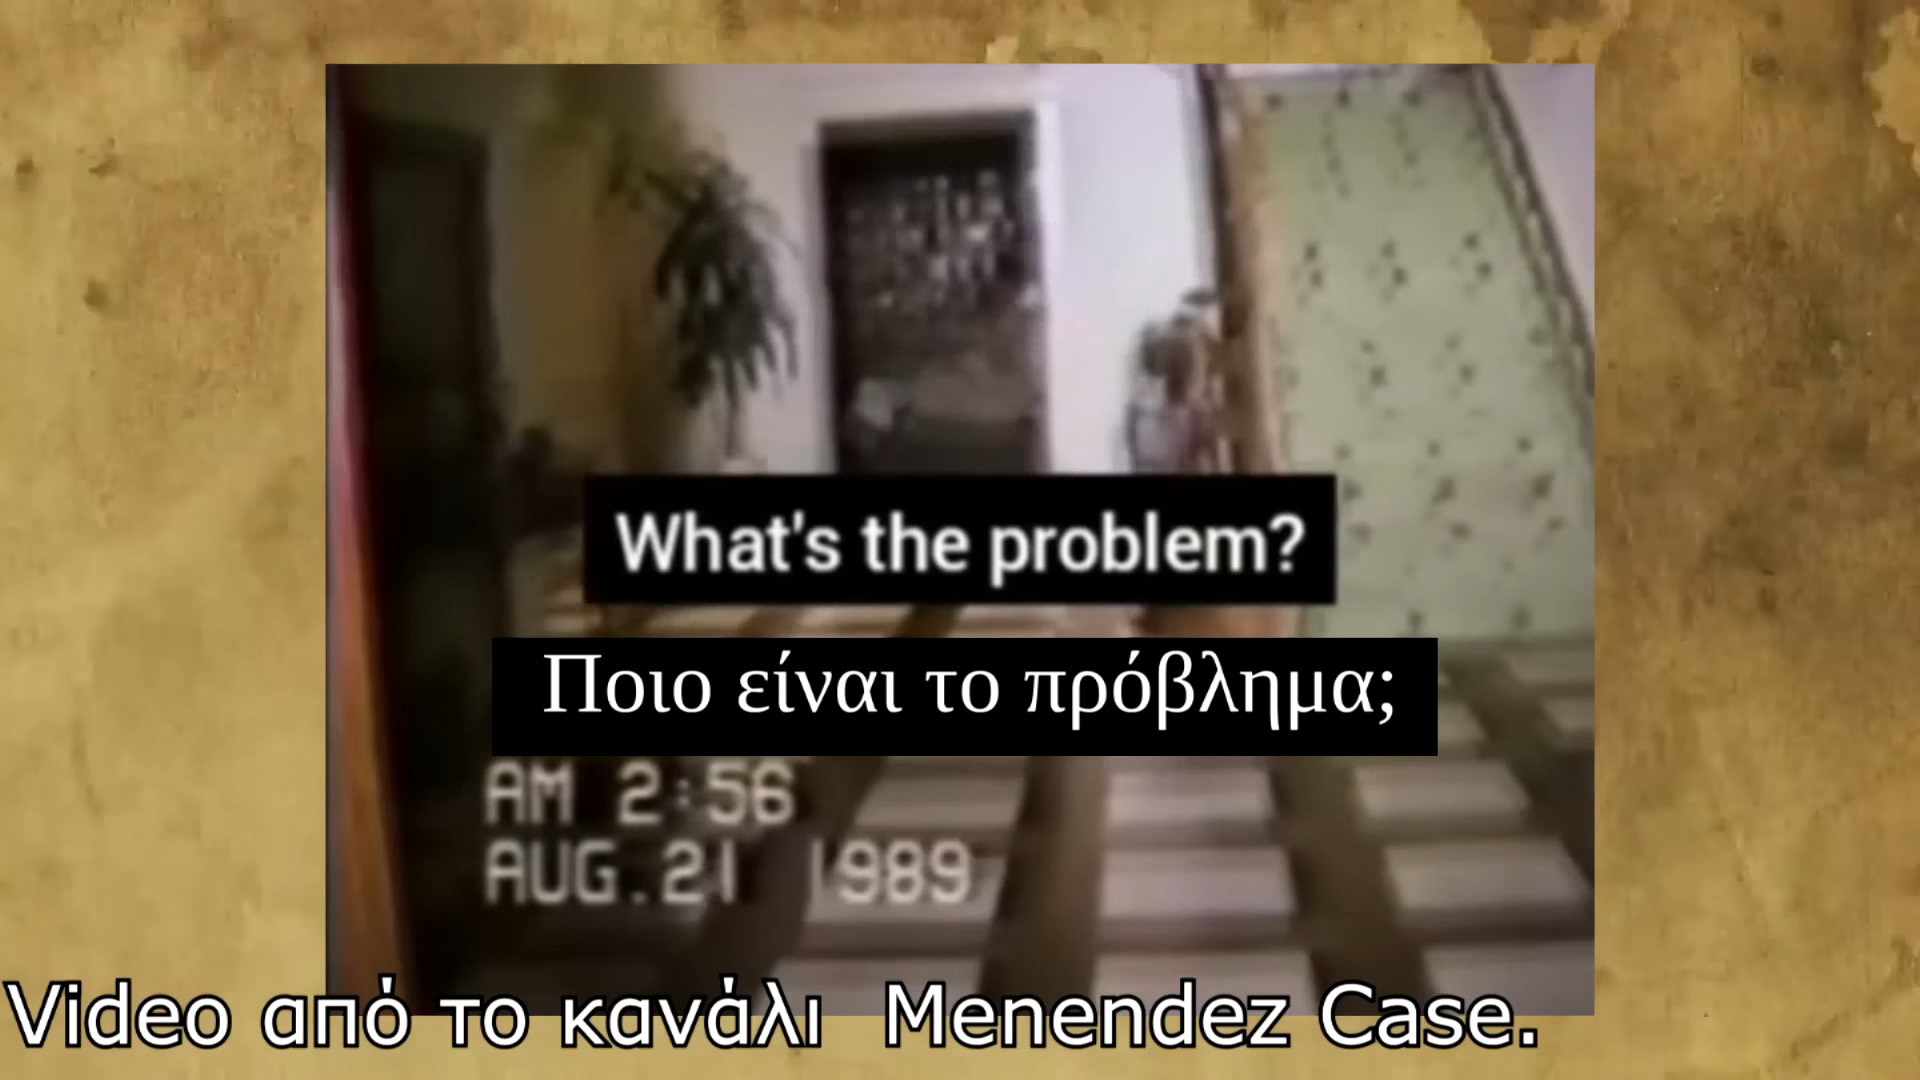 What's the problem?
Ποιο είναι το πρόβλημα;
AM 2:56
AUG.21 1989
Video από το κανάλι Menendez Case.